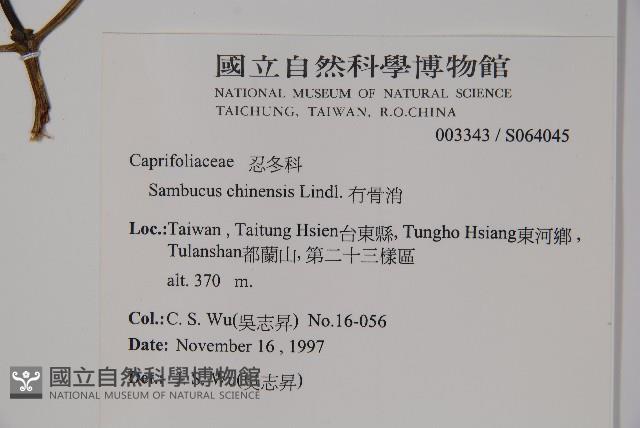 國立自然科學博物館
NATIONAL MUSEUM OF NATURAL SCIENCE
TAICHUNG, TAIWAN, R.O.CHINA
003343 / S064045
Caprifoliaceae 忍冬科
Sambucus chinensis Lindl. 冇骨消
Loc.:Taiwan , Taitung Hsien台東縣, Tungho Hsiang東河鄉 ,
Tulanshan都蘭山, 第二十三樣區
alt. 370 m.
Col.: C. S. Wu(吳志昇) No.16-056
Date: November 16 , 1997
(吳志昇)
國立自然科學博物館
NATIONAL MUSEUM OF NATURAL SCIENCE